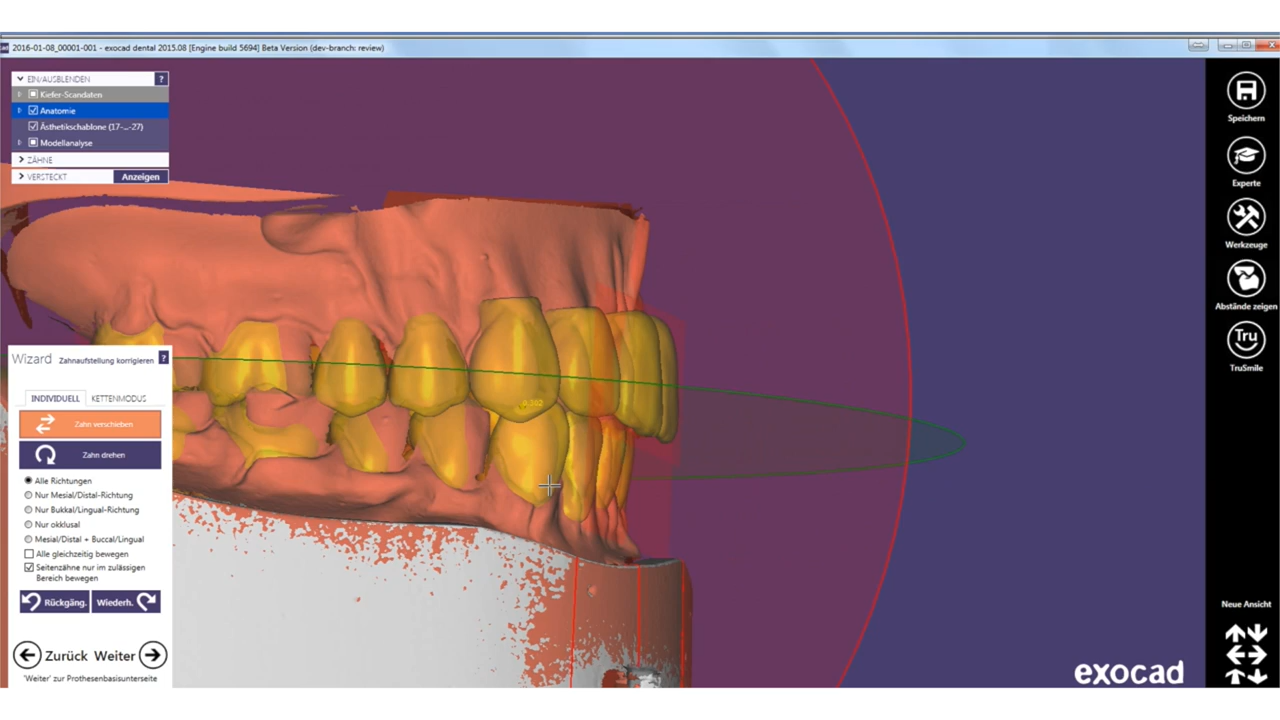 2016-01-08_00001-001 - exocad dental 2015.08 [Engine build 5694] Beta Version (dev-branch: review)
EIN/AUSBLENDEN ?
Kiefer-Scandaten
Anatomie
Ästhetikschablone (17-..-27)
Modellanalyse
ZÄHNE
VERSTECKT Anzeigen
Wizard Zahnaufstellung korrigieren ?
INDIVIDUELL KETTENMODUS
Zahn verschieben
Zahn drehen
Alle Richtungen
Nur Mesial/Distal-Richtung
Nur Bukkal/Lingual-Richtung
Nur okklusal
Mesial/Distal + Buccal/Lingual
Alle gleichzeitig bewegen
Seitenzähne nur im zulässigen
Bereich bewegen
Rückgäng. Wiederh.
Zurück Weiter
'Weiter' zur Prothesenbasisunterseite
Speichern
Experte
Werkzeuge
Abstände zeigen
Tru
TruSmile
Neue Ansicht
exocad